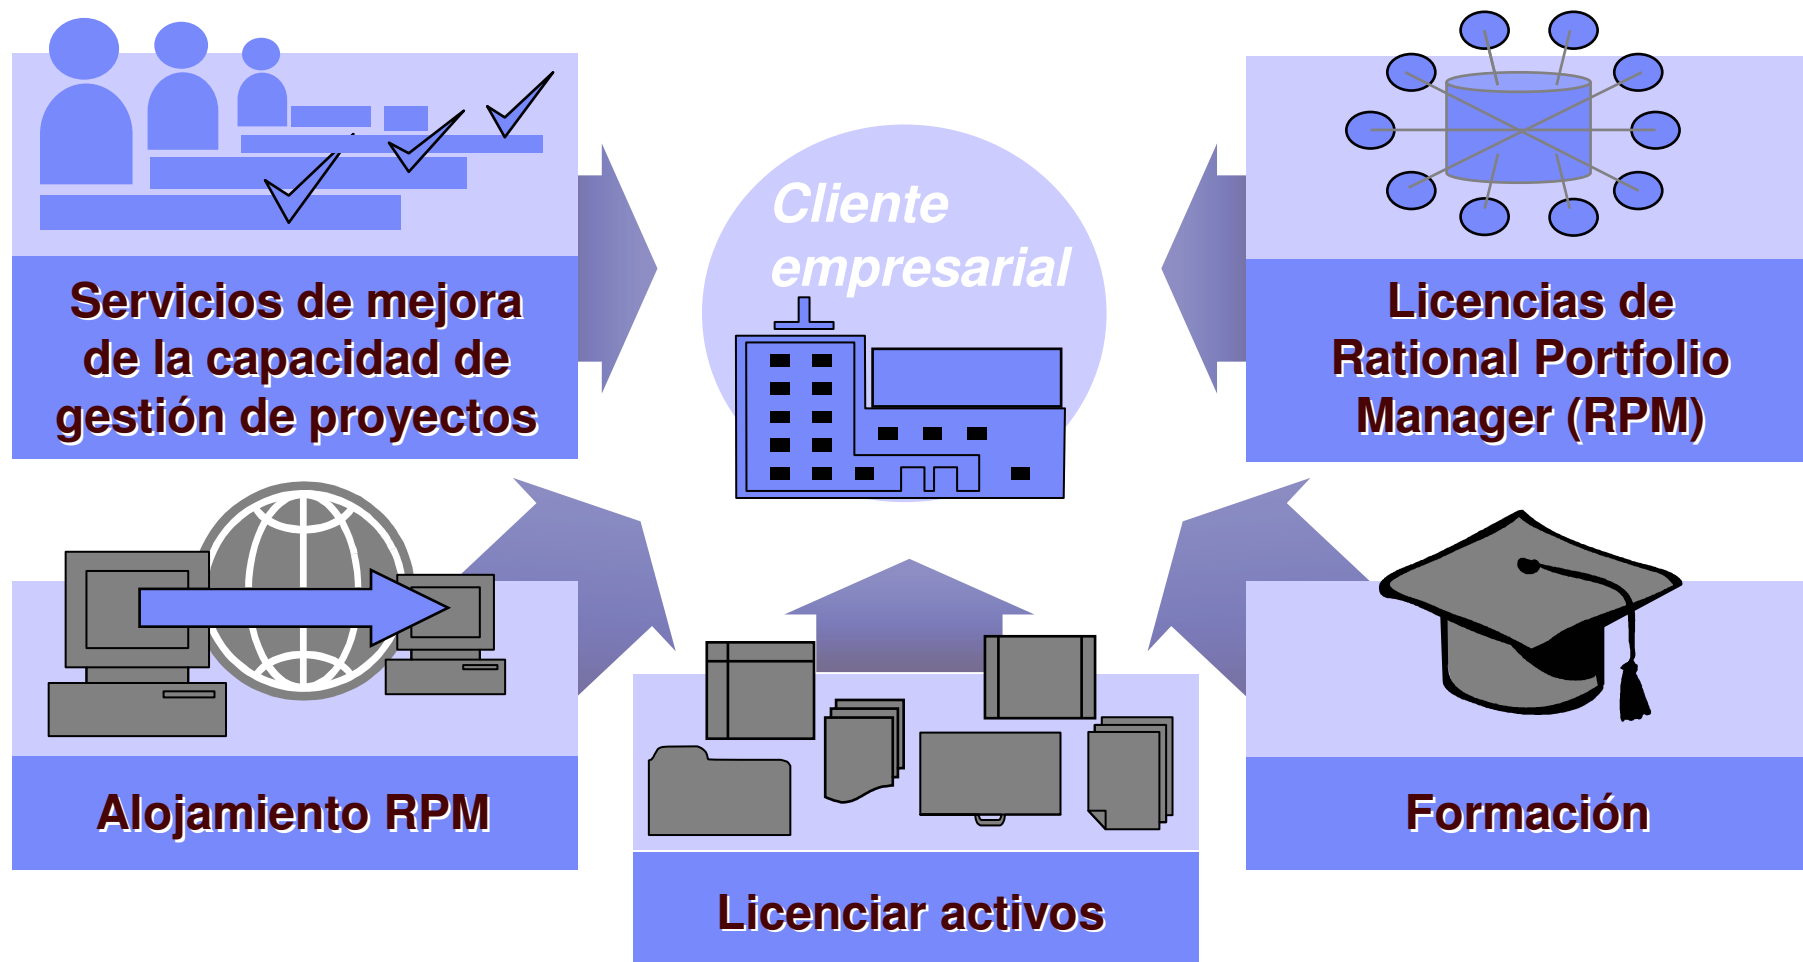 Cliente
empresarial
Servicios de mejora
de la capacidad de
gestión de proyectos
Licencias de
Rational Portfolio
Manager (RPM)
Alojamiento RPM
Licenciar activos
Formación